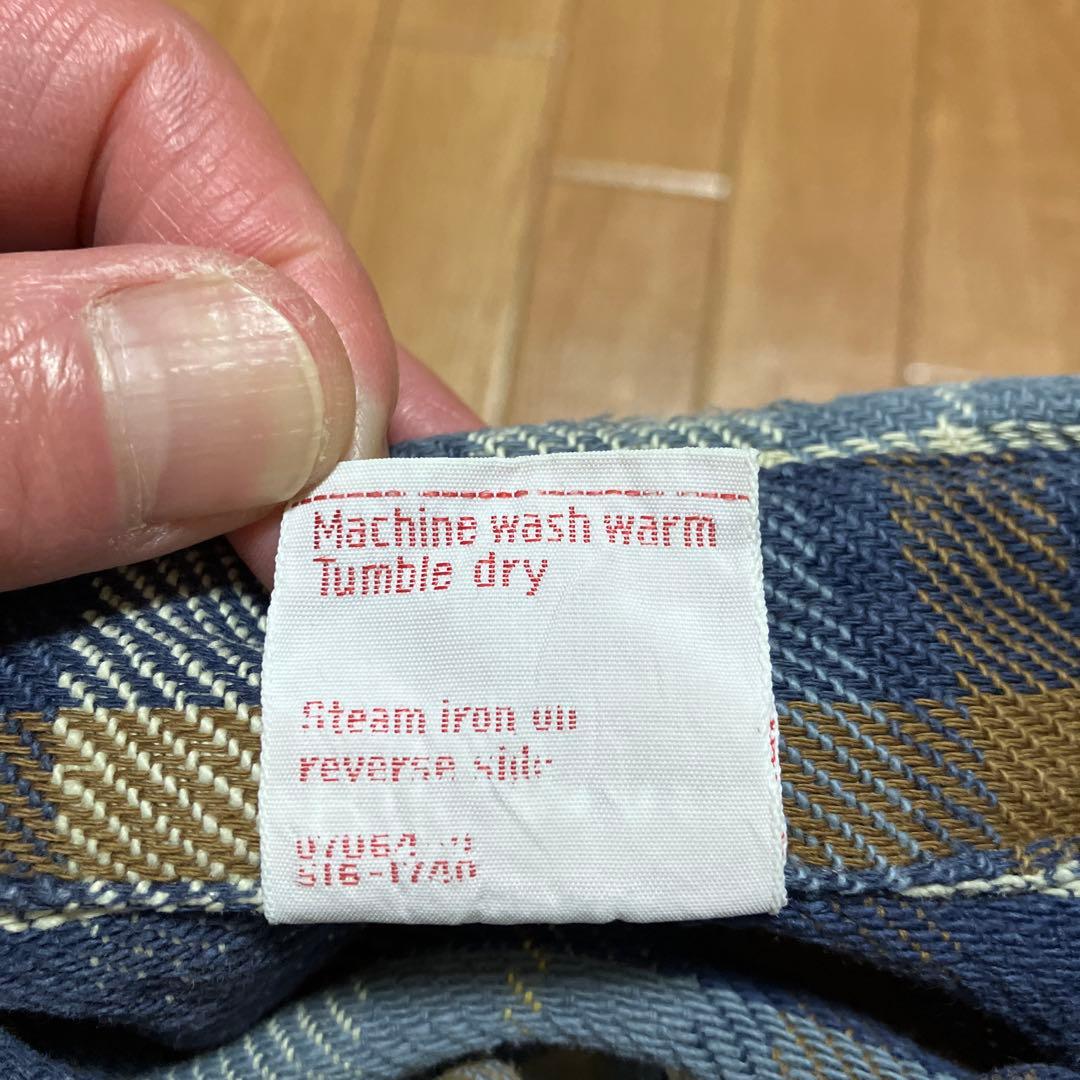 Machine wash warm
Tumble dry
Steam iron on
reverse side